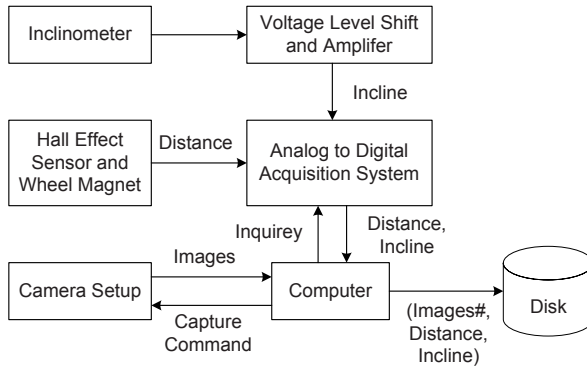 Inclinometer
Voltage Level Shift
and Amplifer
Incline
Hall Effect
Sensor and
Wheel Magnet
Distance
Analog to Digital
Acquisition System
Inquirey
Distance,
Incline
Images
Camera Setup
Computer
Capture
Command
(Images#,
Distance,
Incline)
Disk